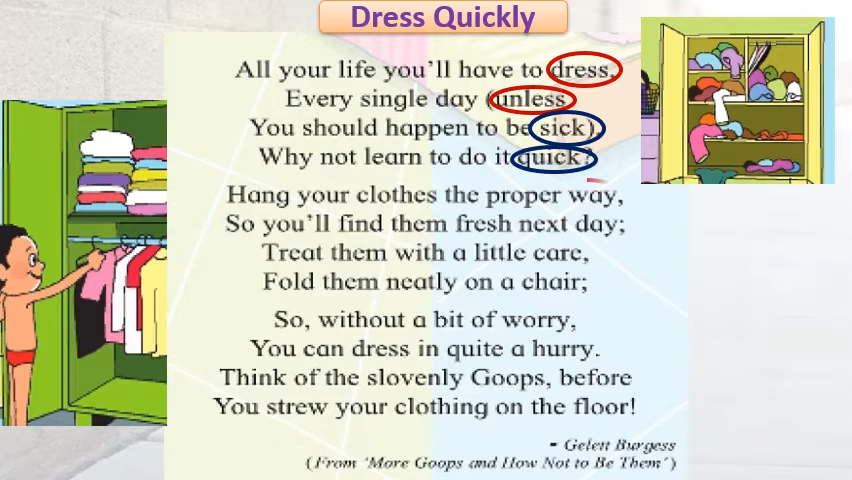 Dress Quickly
All your life you'll have to dress,
Every single day (unless
You should happen to be sick),
Why not learn to do it quick?
Hang your clothes the proper way,
So you'll find them fresh next day;
Treat them with a little care,
Fold them neatly on a chair;
So, without a bit of worry,
You can dress in quite a hurry.
Think of the slovenly Goops, before
You strew your clothing on the floor!
- Gelett Burgess
(From 'More Goops and How Not to Be Them')